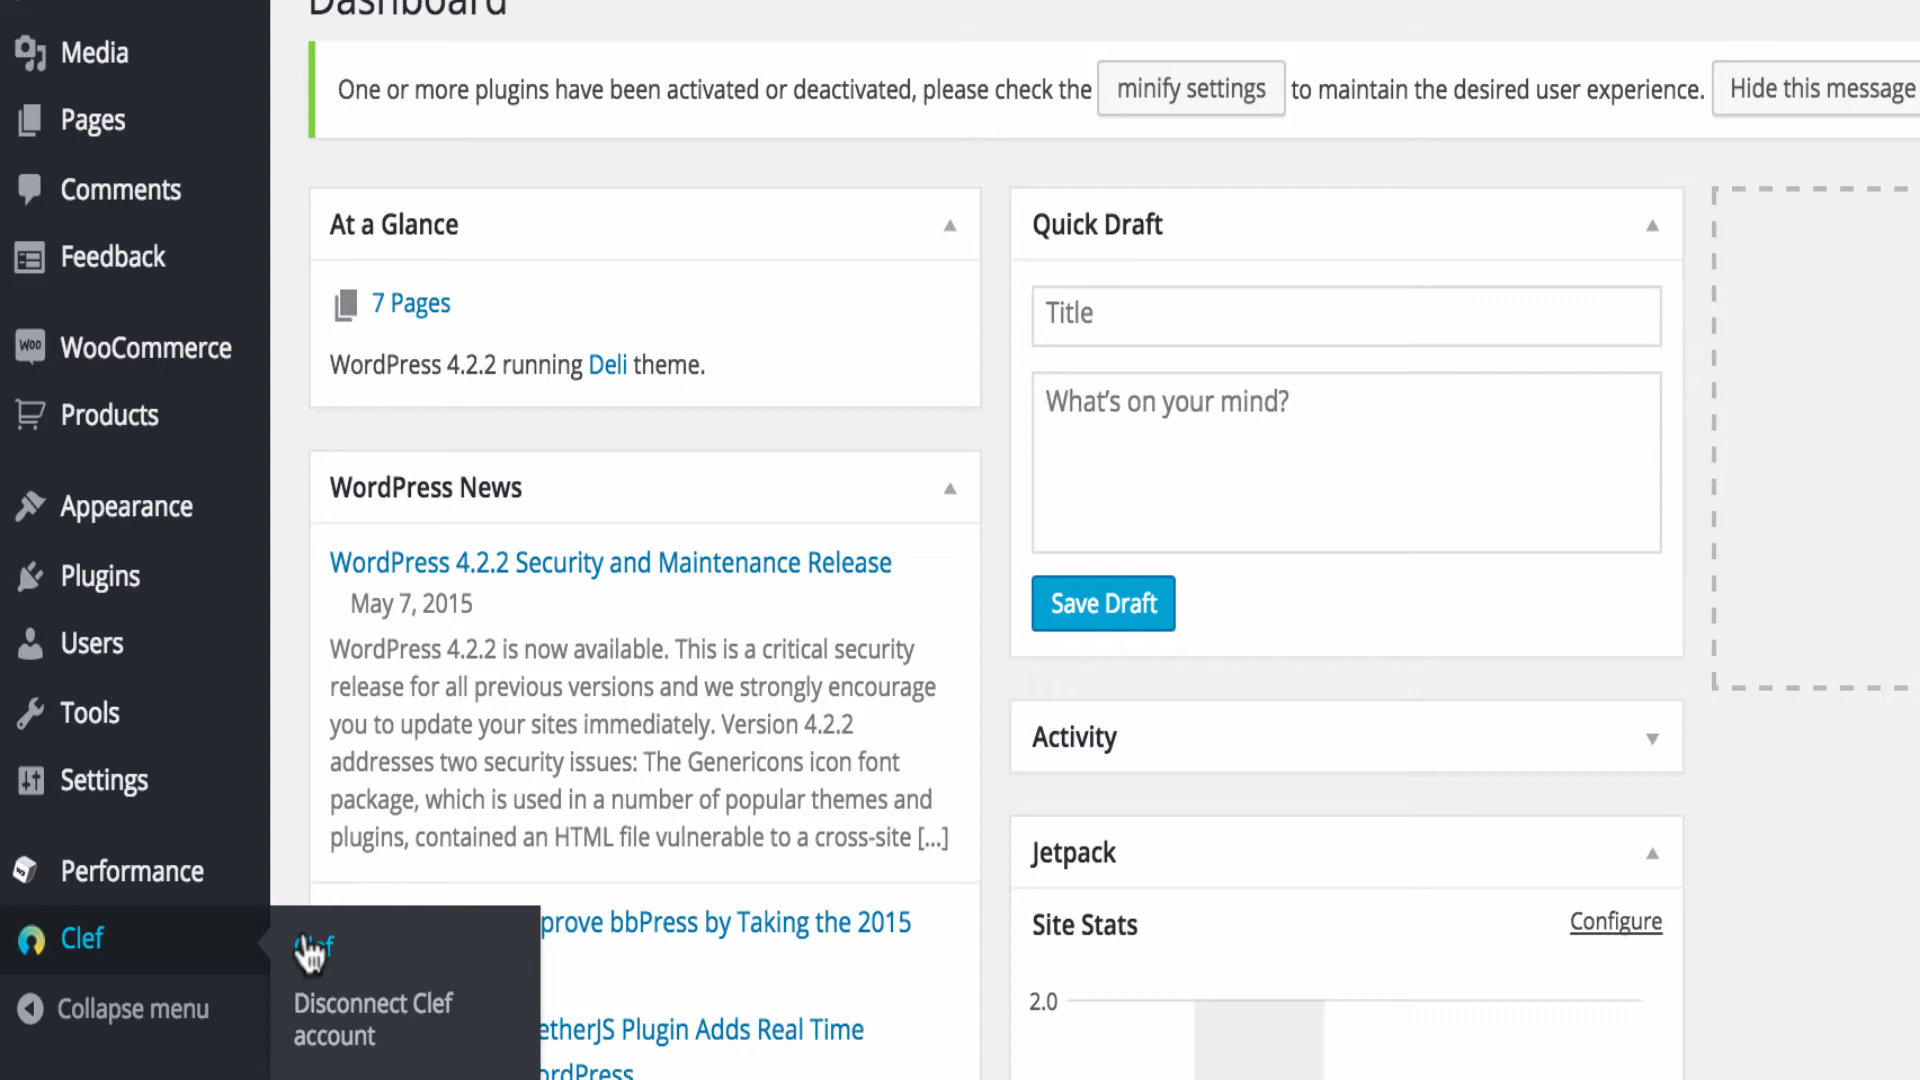 Dashboard
Media
Pages
Comments
Feedback
WooCommerce
Products
Appearance
Plugins
Users
Tools
Settings
Performance
Clef
Collapse menu
Disconnect Clef
account
One or more plugins have been activated or deactivated, please check the minify settings to maintain the desired user experience. Hide this message
At a Glance
7 Pages
WordPress 4.2.2 running Deli theme.
WordPress News
WordPress 4.2.2 Security and Maintenance Release
May 7, 2015
WordPress 4.2.2 is now available. This is a critical security
release for all previous versions and we strongly encourage
you to update your sites immediately. Version 4.2.2
addresses two security issues: The Genericons icon font
package, which is used in a number of popular themes and
plugins, contained an HTML file vulnerable to a cross-site [...]
prove bbPress by Taking the 2015
etherJS Plugin Adds Real Time
ordPress
Quick Draft
Title
What's on your mind?
Save Draft
Activity
Jetpack
Site Stats
Configure
2.0